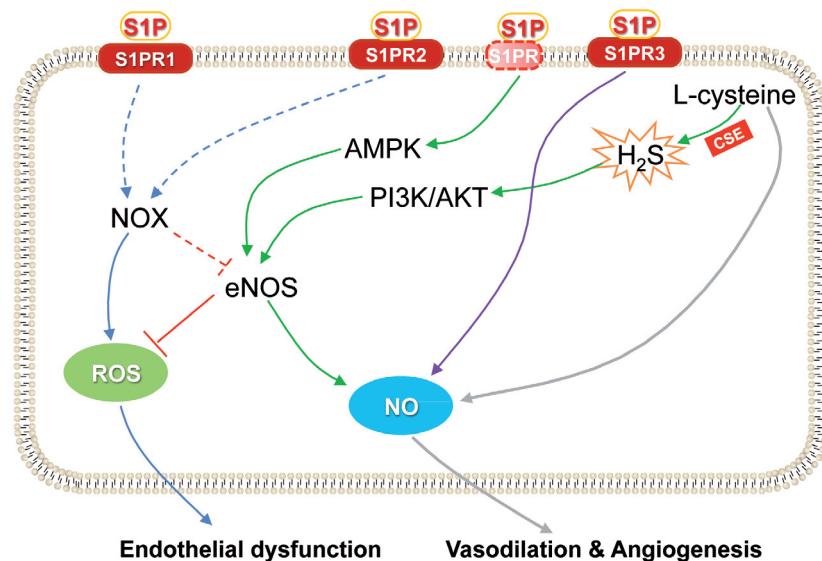 S1P S1P S1P S1P
S1PR1 S1PR2 S1PR S1PR3
L-cysteine
CSE
AMPK
H₂S
PI3K/AKT
NOX
eNOS
ROS
NO
Endothelial dysfunction
Vasodilation & Angiogenesis